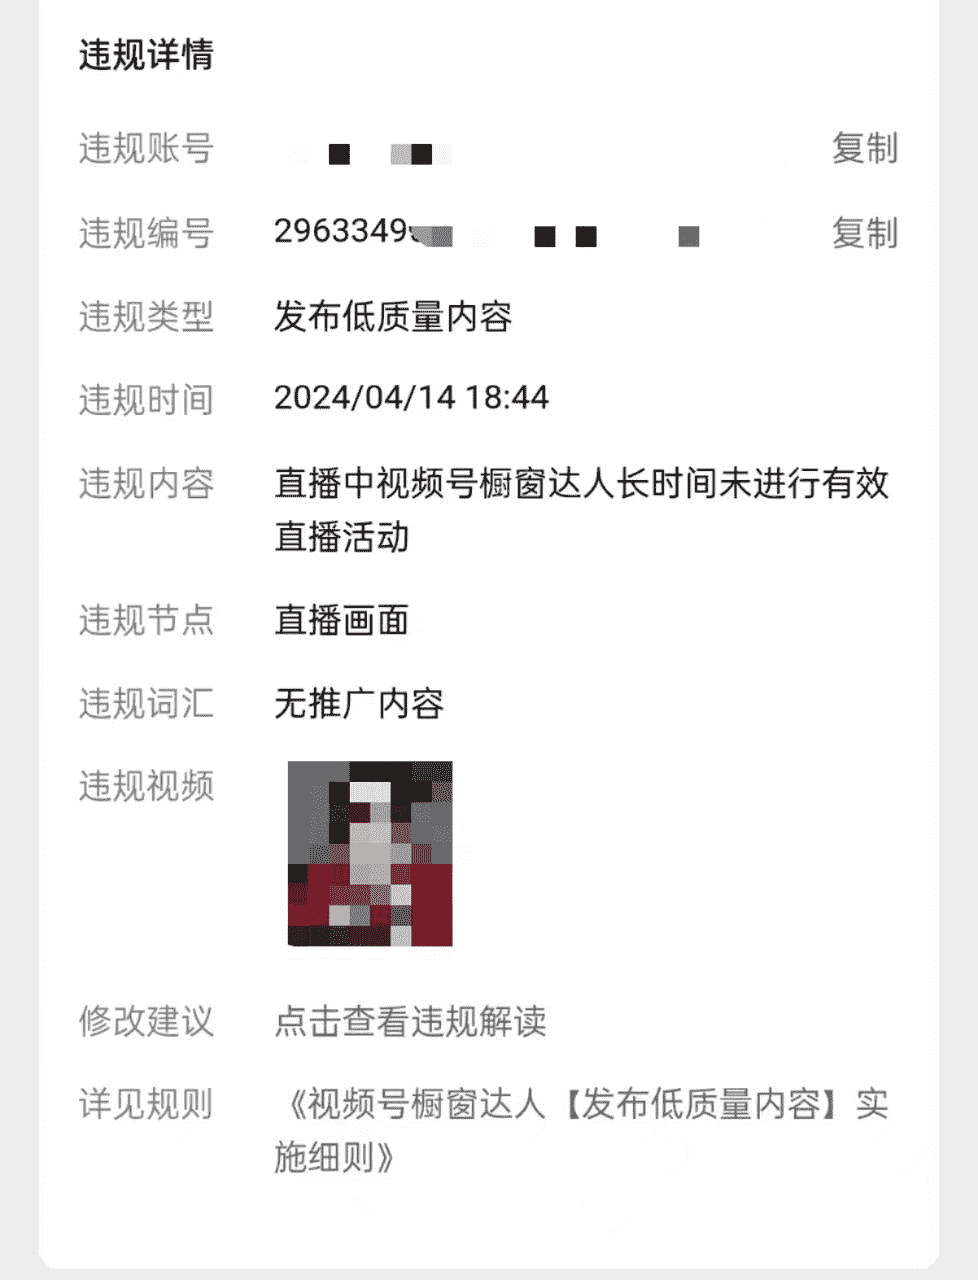 违规详情
违规账号 复制
违规编号 2963349 复制
违规类型 发布低质量内容
违规时间 2024/04/14 18:44
违规内容 直播中视频号橱窗达人长时间未进行有效
直播活动
违规节点 直播画面
违规词汇 无推广内容
违规视频
修改建议 点击查看违规解读
详见规则 《视频号橱窗达人【发布低质量内容】实
施细则》